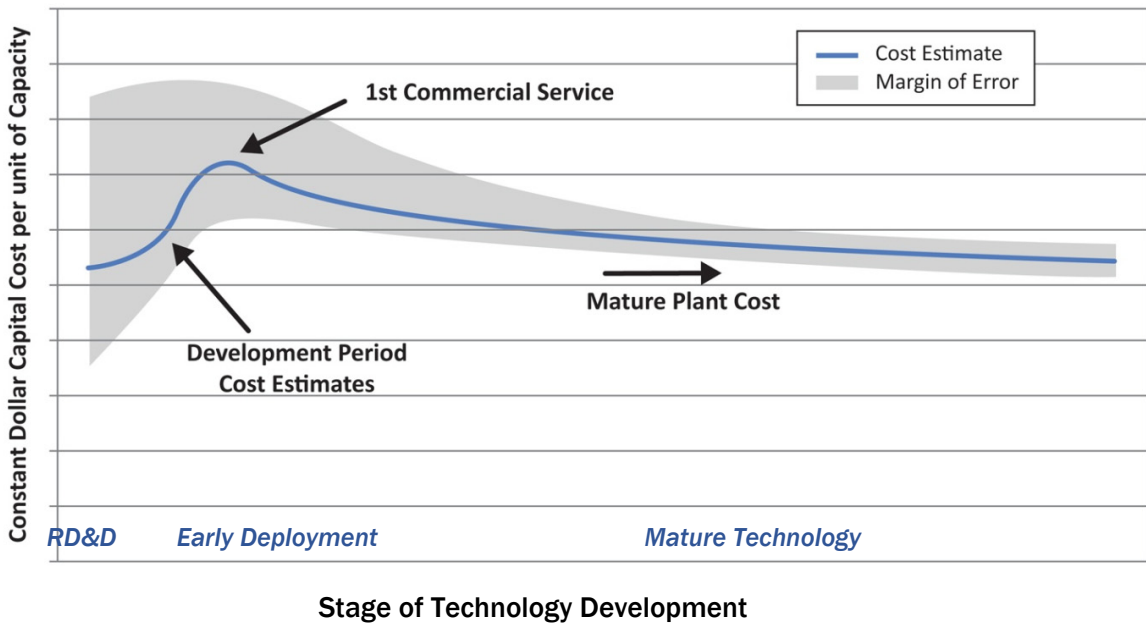 Constant Dollar Capital Cost per unit of Capacity
Cost Estimate
Margin of Error
1st Commercial Service
Mature Plant Cost
Development Period
Cost Estimates
RD&D
Early Deployment
Mature Technology
Stage of Technology Development